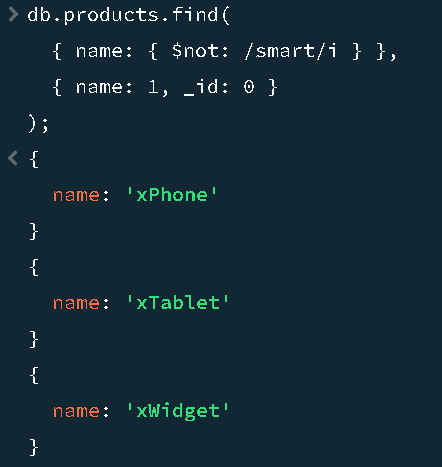 > db.products.find(
{ name: { $not: /smart/i } },
{ name: 1, _id: 0 }
);
< {
name: 'xPhone'
}
{
name: 'xTablet'
}
{
name: 'xWidget'
}